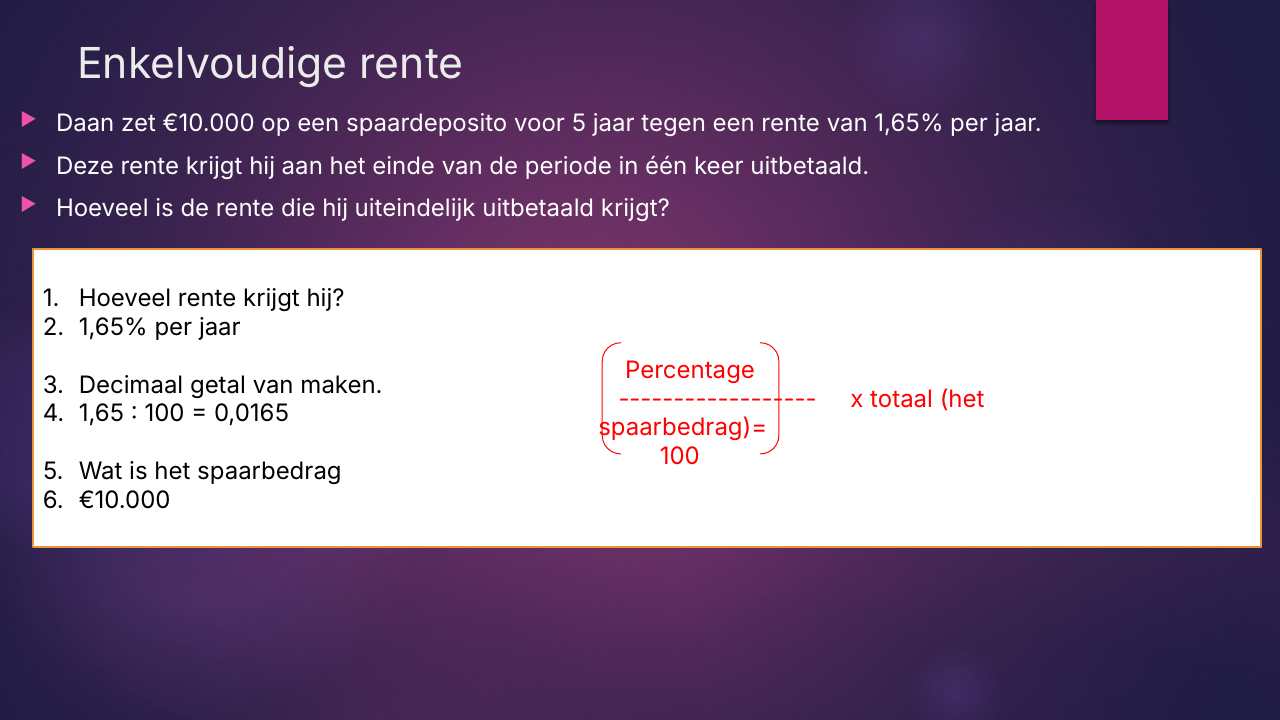 Enkelvoudige rente
Daan zet €10.000 op een spaardeposito voor 5 jaar tegen een rente van 1,65% per jaar.
Deze rente krijgt hij aan het einde van de periode in één keer uitbetaald.
Hoeveel is de rente die hij uiteindelijk uitbetaald krijgt?
1. Hoeveel rente krijgt hij?
2. 1,65% per jaar
3. Decimaal getal van maken.
4. 1,65 : 100 = 0,0165
5. Wat is het spaarbedrag
6. €10.000
Percentage
------------------ x totaal (het
spaarbedrag)=
100